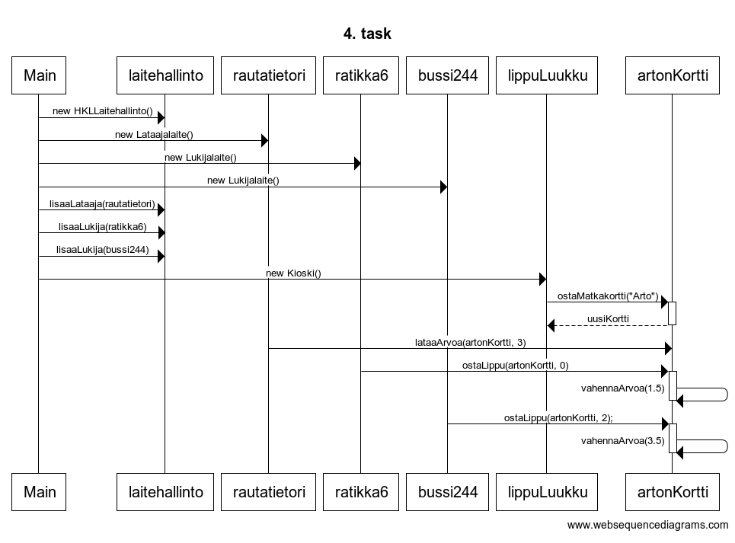 4. task
Main laitehallinto rautatietori ratikka6 bussi244 lippuLuukku artonKortti
new HKLLaitehallinto()
new Lataajalaite()
new Lukijalaite()
new Lukijalaite()
lisaaLataaja(rautatietori)
lisaaLukija(ratikka6)
lisaaLukija(bussi244)
new Kioski()
ostaMatkakortti("Arto")
uusiKortti
lataaArvoa(artonKortti, 3)
ostaLippu(artonKortti, 0)
vahennaArvoa(1.5)
ostaLippu(artonKortti, 2);
vahennaArvoa(3.5)
Main laitehallinto rautatietori ratikka6 bussi244 lippuLuukku artonKortti
www.websequencediagrams.com